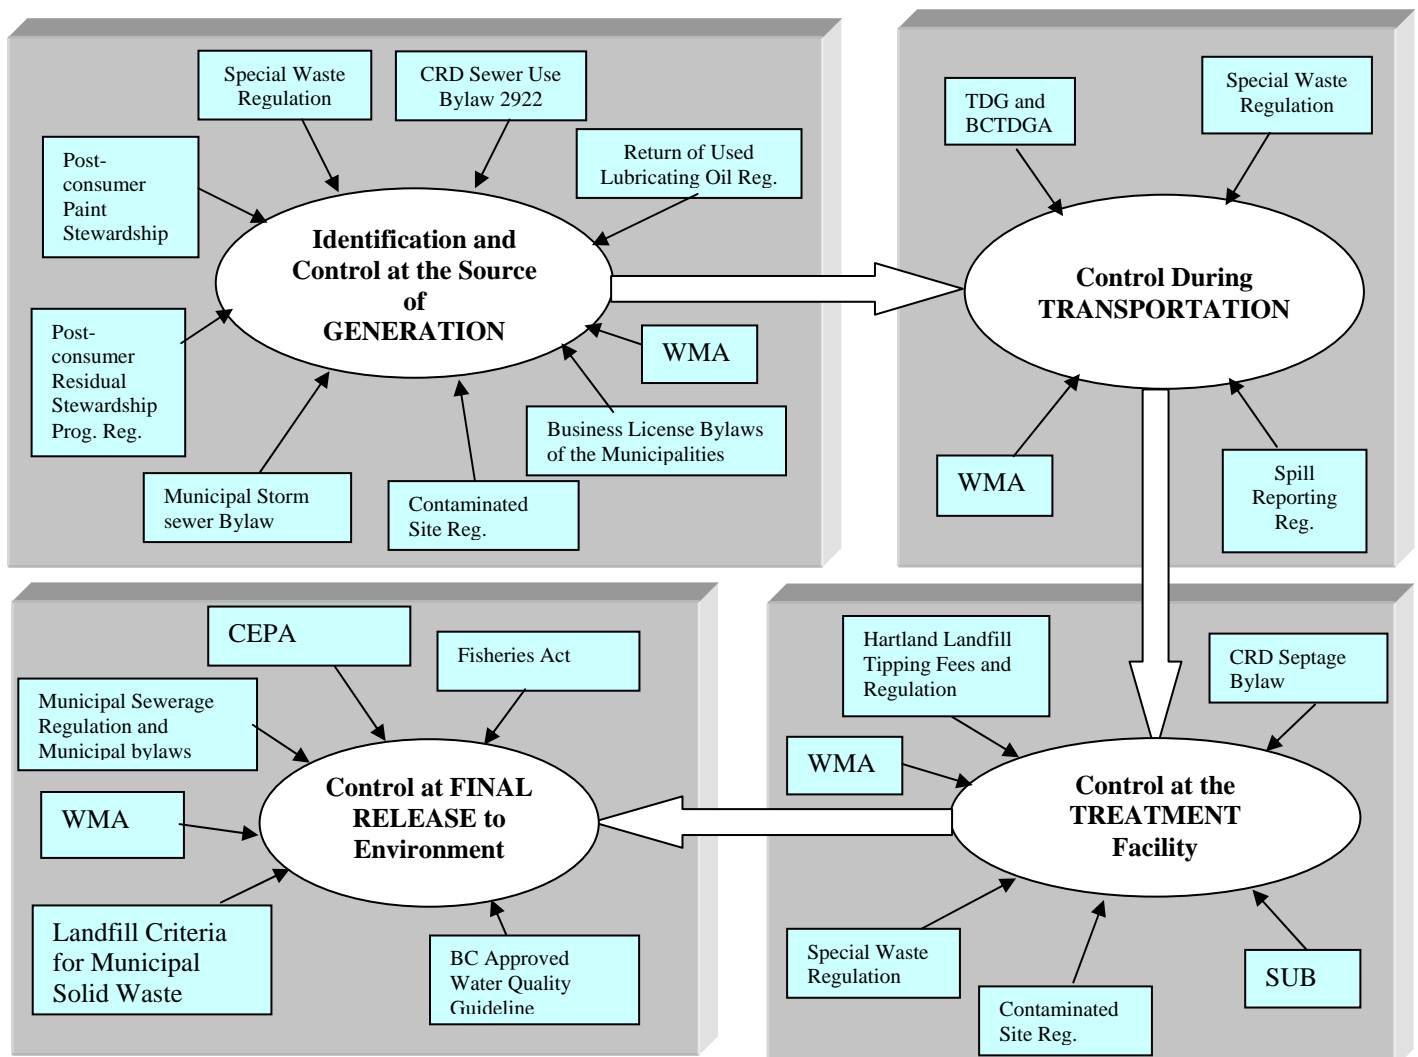 Special Waste
Regulation
CRD Sewer Use
Bylaw 2922
Return of Used
Lubricating Oil Reg.
Post-
consumer
Paint
Stewardship
Identification and
Control at the Source
of
GENERATION
Post-
consumer
Residual
Stewardship
Prog. Reg.
WMA
Business License Bylaws
of the Municipalities
Municipal Storm
sewer Bylaw
Contaminated
Site Reg.
TDG and
BCTDGA
Special Waste
Regulation
Control During
TRANSPORTATION
WMA
Spill
Reporting
Reg.
CEPA
Fisheries Act
Municipal Sewerage
Regulation and
Municipal bylaws
WMA
Control at FINAL
RELEASE to
Environment
Landfill Criteria
for Municipal
Solid Waste
BC Approved
Water Quality
Guideline
Hartland Landfill
Tipping Fees and
Regulation
CRD Septage
Bylaw
WMA
Control at the
TREATMENT
Facility
Special Waste
Regulation
Contaminated
Site Reg.
SUB